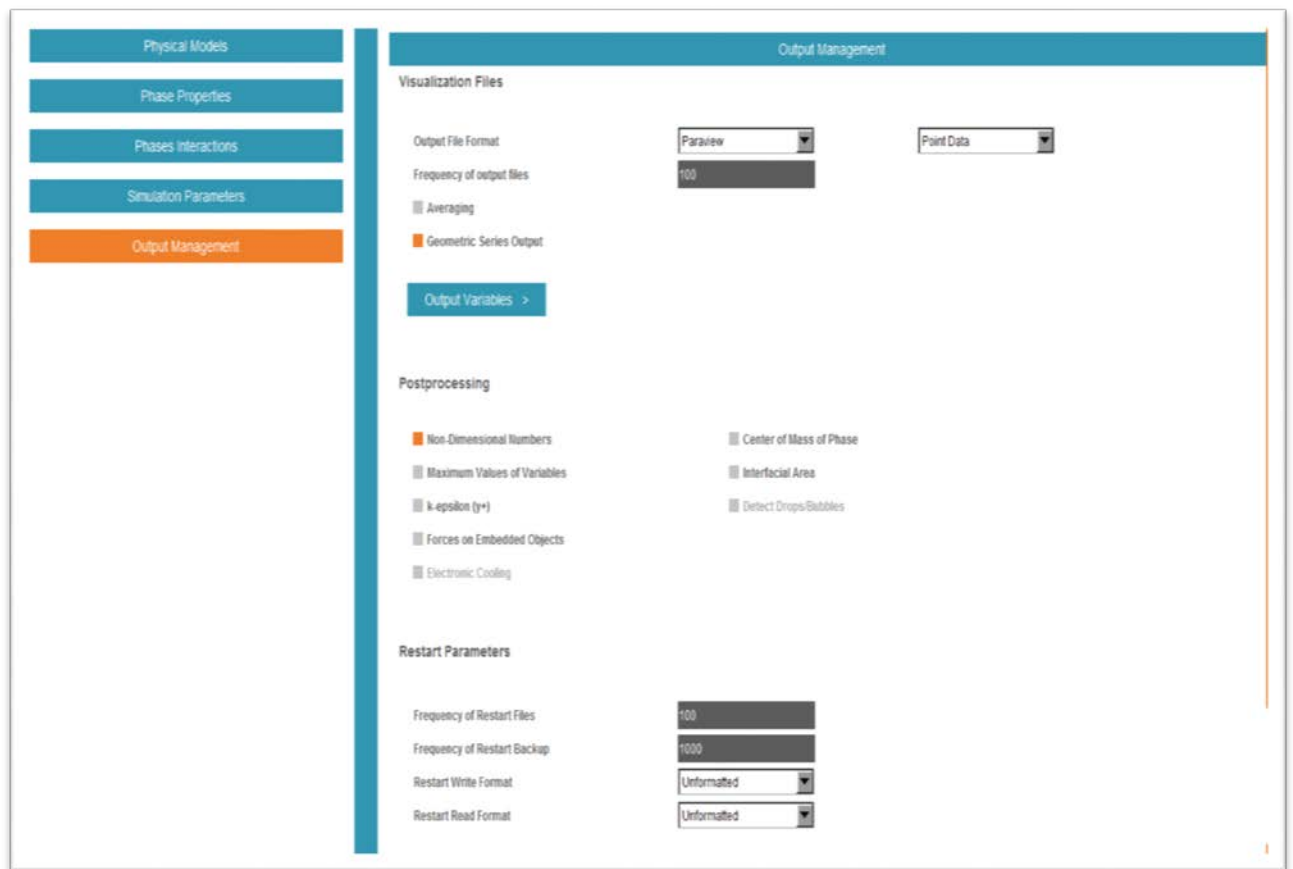 Physical Models
Phase Properties
Phases Interactions
Simulation Parameters
Output Management
Output Management
Visualization Files
Output File Format Paraview Point Data
Frequency of output files 100
Averaging
Geometric Series Output
Output Variables >
Postprocessing
Non-Dimensional Numbers Center of Mass of Phase
Maximum Values of Variables Interfacial Area
k-epsilon (y+) Detect Drops/Bubbles
Forces on Embedded Objects
Electronic Cooling
Restart Parameters
Frequency of Restart Files 100
Frequency of Restart Backup 1000
Restart Write Format Unformatted
Restart Read Format Unformatted